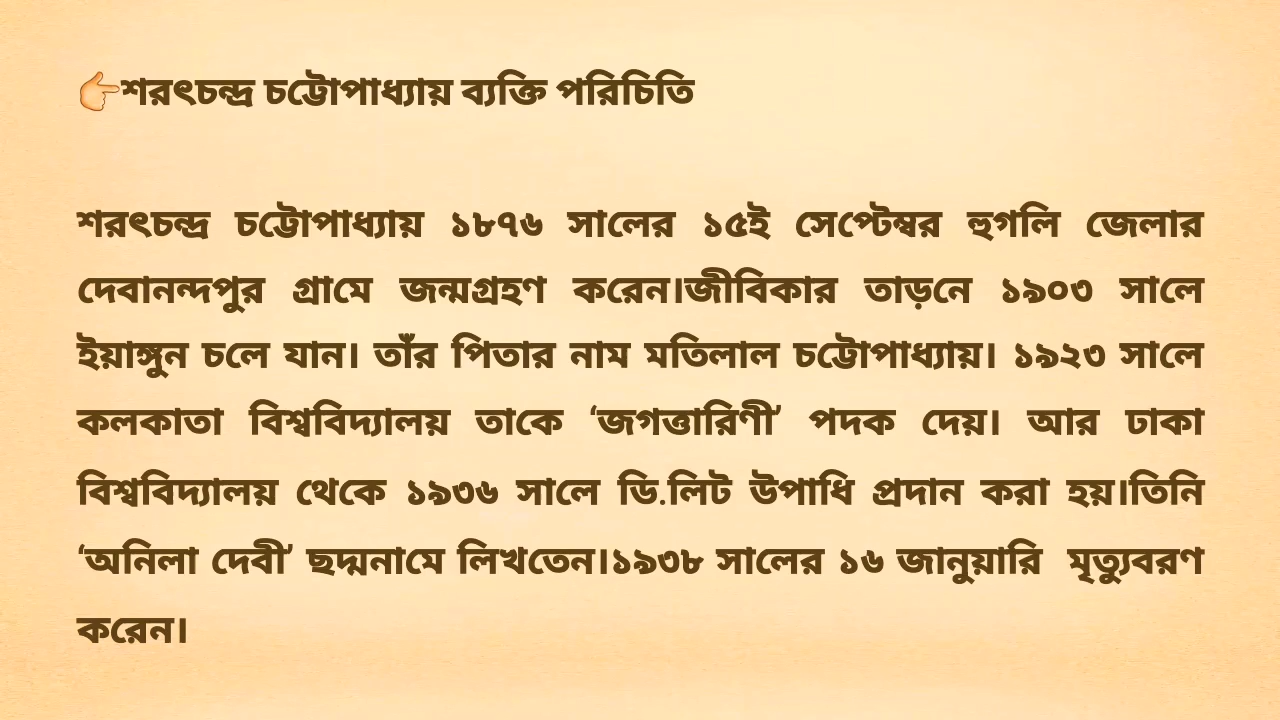 👉শরৎচন্দ্র চট্টোপাধ্যায় ব্যক্তি পরিচিতি
শরৎচন্দ্র চট্টোপাধ্যায় ১৮৭৬ সালের ১৫ই সেপ্টেম্বর হুগলি জেলার
দেবানন্দপুর গ্রামে জন্মগ্রহণ করেন।জীবিকার তাড়নে ১৯০৩ সালে
ইয়াঙ্গুন চলে যান। তাঁর পিতার নাম মতিলাল চট্টোপাধ্যায়। ১৯২৩ সালে
কলকাতা বিশ্ববিদ্যালয় তাকে ‘জগত্তারিণী’ পদক দেয়। আর ঢাকা
বিশ্ববিদ্যালয় থেকে ১৯৩৬ সালে ডি.লিট উপাধি প্রদান করা হয়।তিনি
‘অনিলা দেবী’ ছদ্মনামে লিখতেন।১৯৩৮ সালের ১৬ জানুয়ারি মৃত্যুবরণ
করেন।